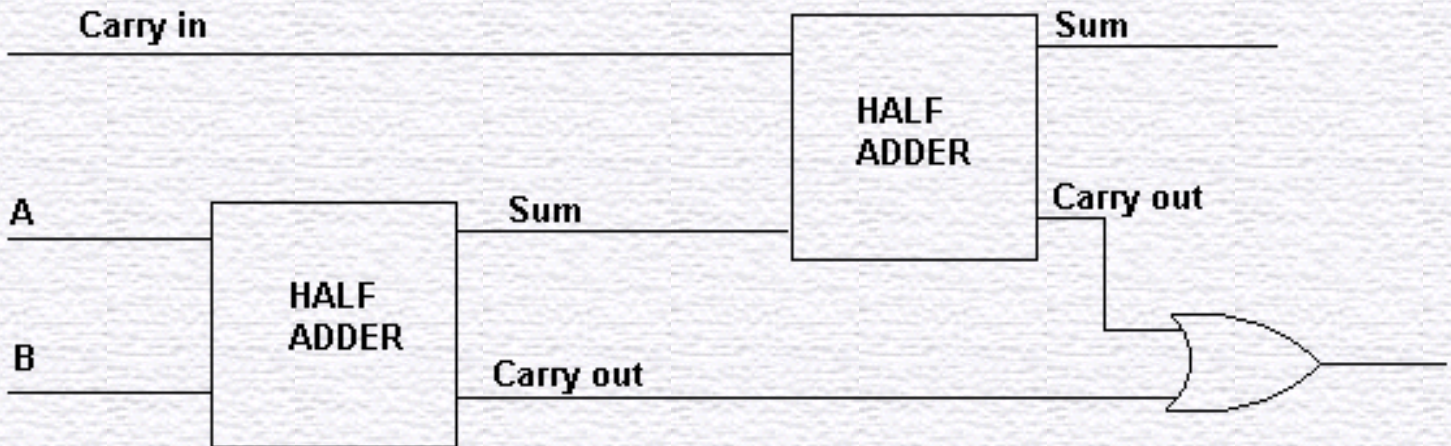 Carry in
Sum
HALF
ADDER
Carry out
A
Sum
HALF
ADDER
B
Carry out